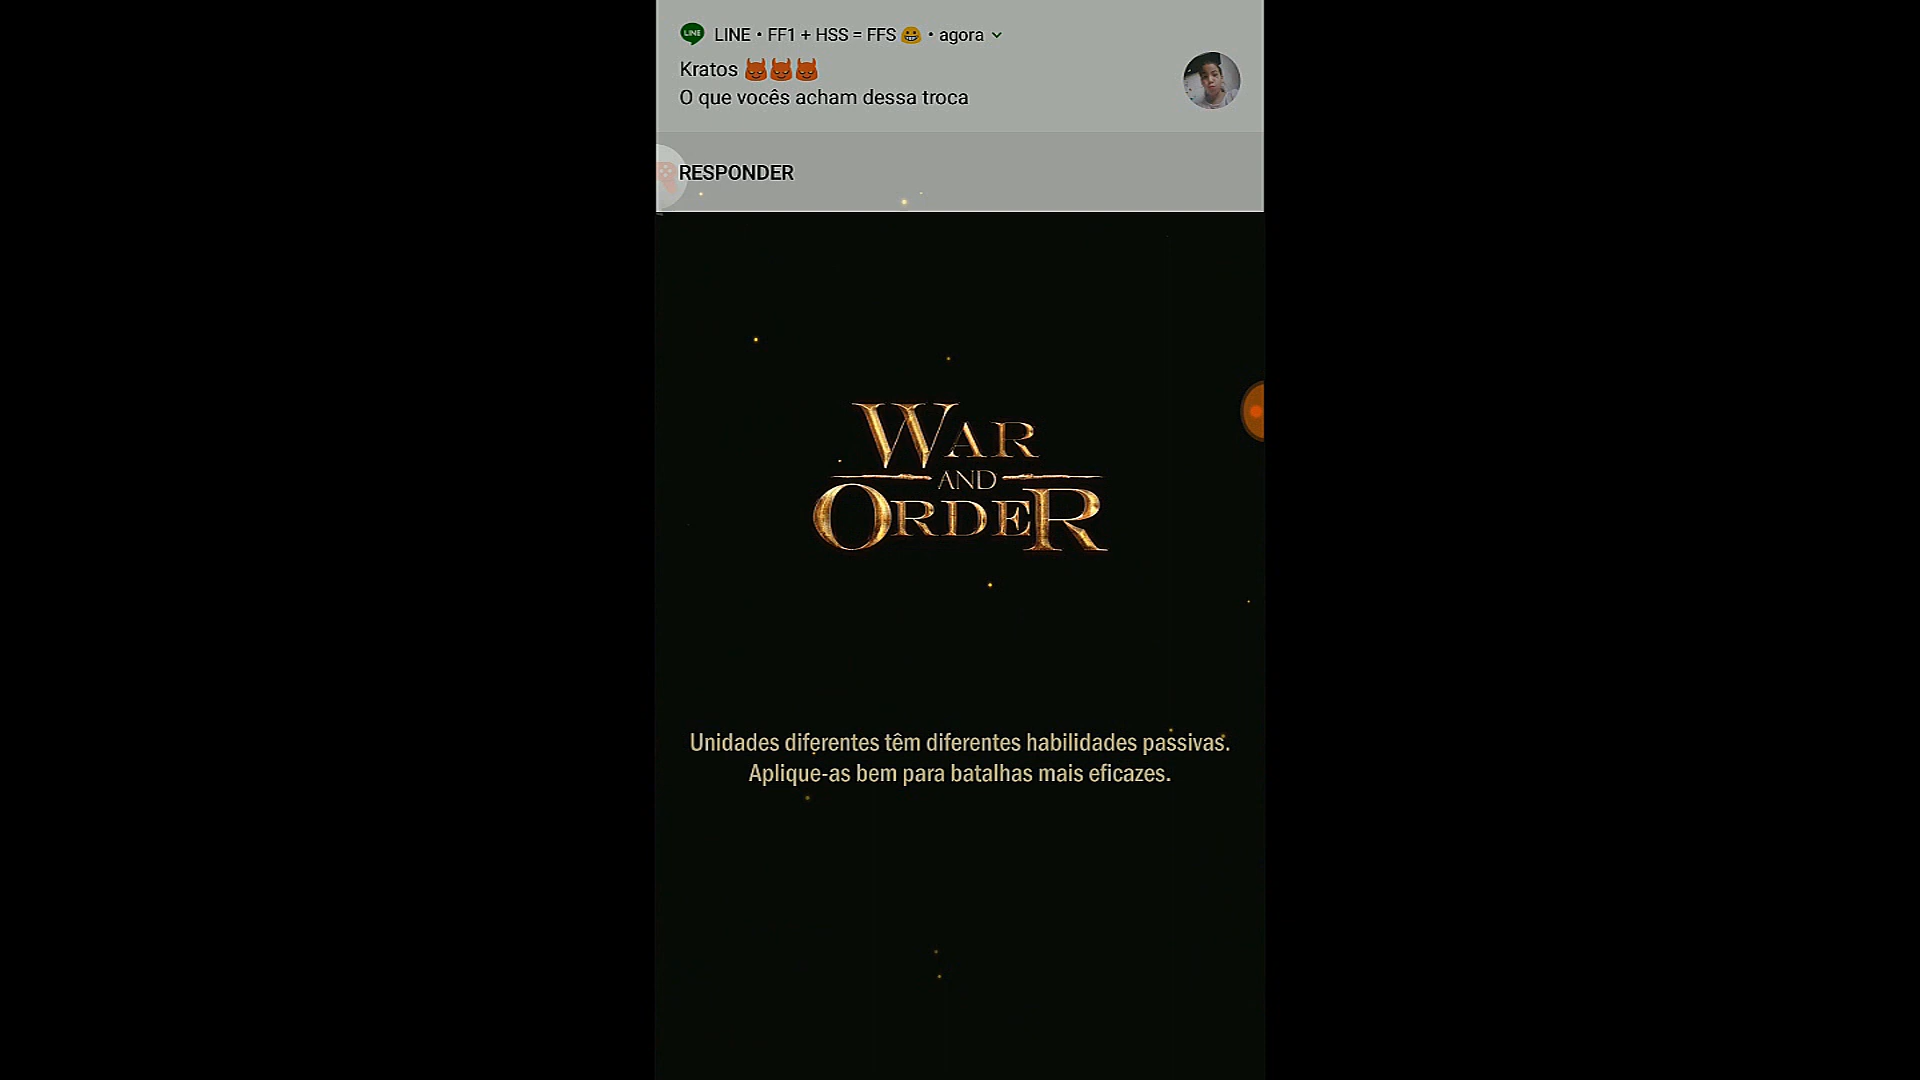 LINE • FF1 + HSS = FFS 😀 • agora
Kratos 😈😈😈
O que vocês acham dessa troca
RESPONDER
WAR
AND
ORDER
Unidades diferentes têm diferentes habilidades passivas.
Aplique-as bem para batalhas mais eficazes.